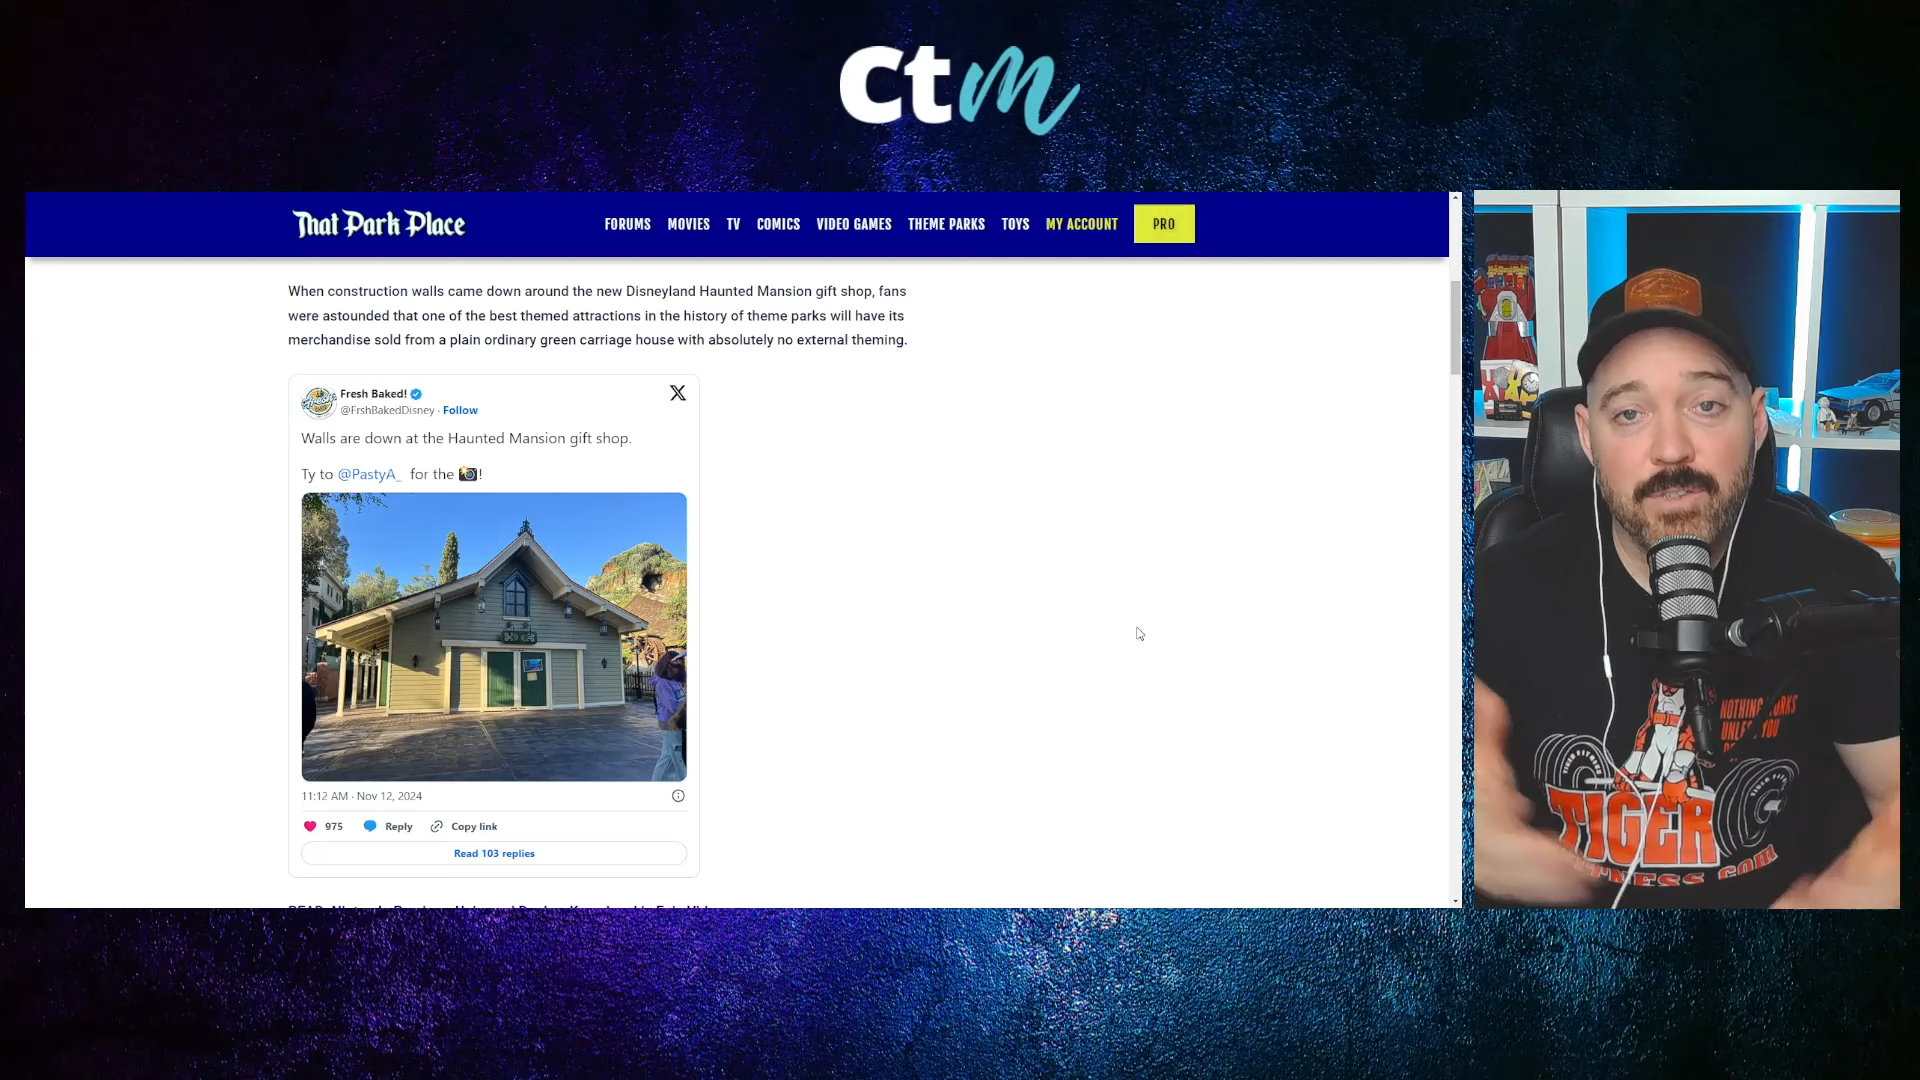 ctm
That Park Place
FORUMS MOVIES TV COMICS VIDEO GAMES THEME PARKS TOYS MY ACCOUNT PRO
When construction walls came down around the new Disneyland Haunted Mansion gift shop, fans
were astounded that one of the best themed attractions in the history of theme parks will have its
merchandise sold from a plain ordinary green carriage house with absolutely no external theming.
Fresh Baked!
@FrshBakedDisney · Follow
X
Walls are down at the Haunted Mansion gift shop.
Ty to @PastyA_ for the 📷!
11:12 AM · Nov 12, 2024
975 Reply Copy link
Read 103 replies
NOTHING
YOU
TIGER
.COM